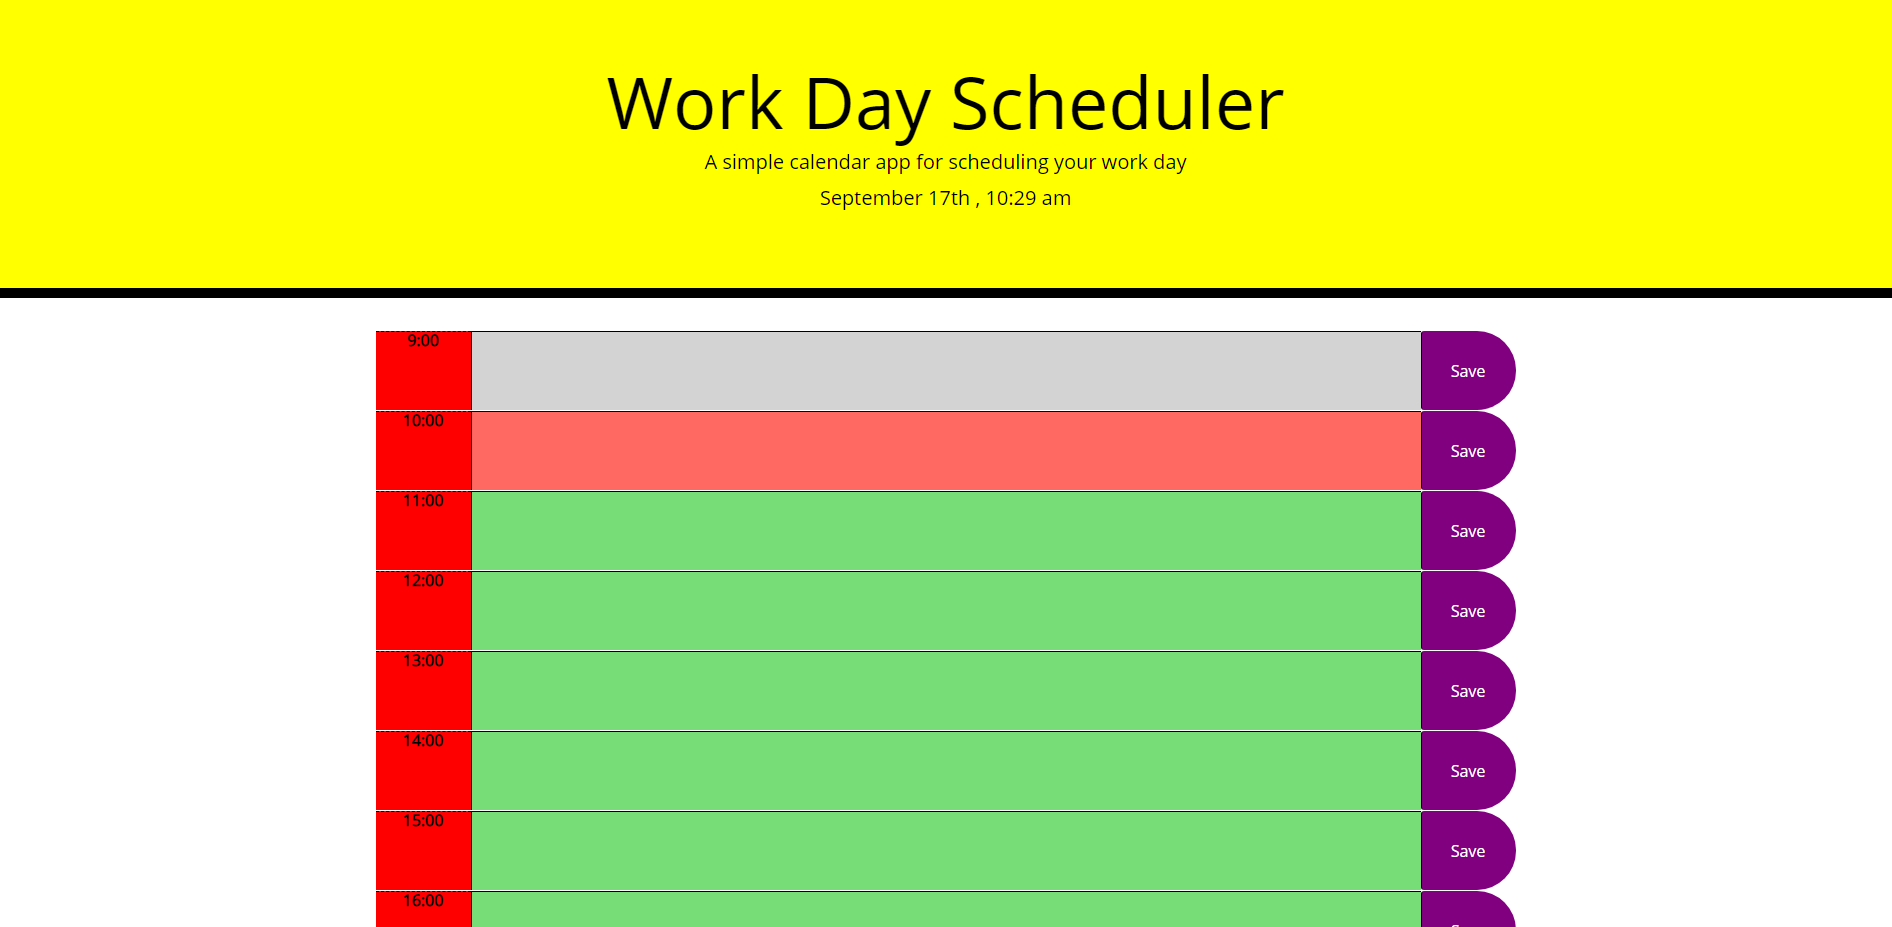 Work Day Scheduler
A simple calendar app for scheduling your work day
September 17th , 10:29 am
9:00
Save
10:00
Save
11:00
Save
12:00
Save
13:00
Save
14:00
Save
15:00
Save
16:00